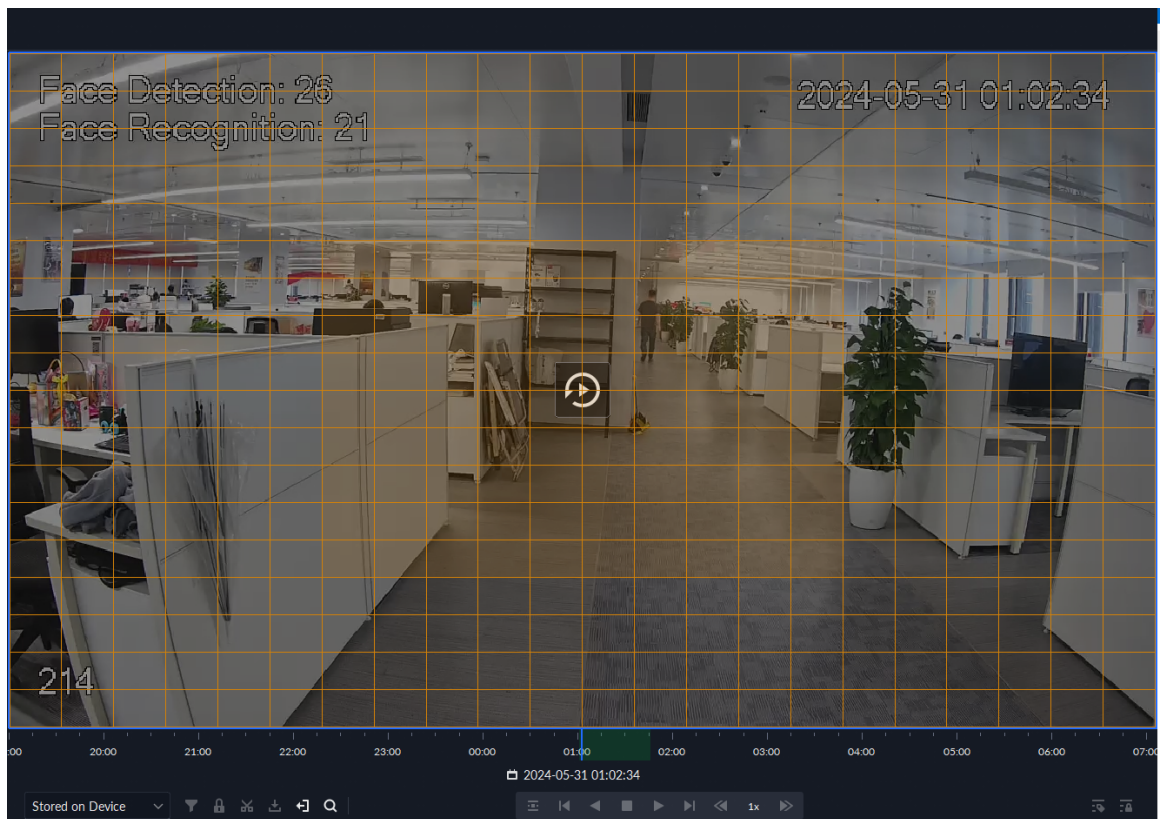 Face Detection: 26
Face Recognition: 21
2024-05-31 01:02:34
214
:00 20:00 21:00 22:00 23:00 00:00 01:00 02:00 03:00 04:00 05:00 06:00 07:0
2024-05-31 01:02:34
Stored on Device
1x